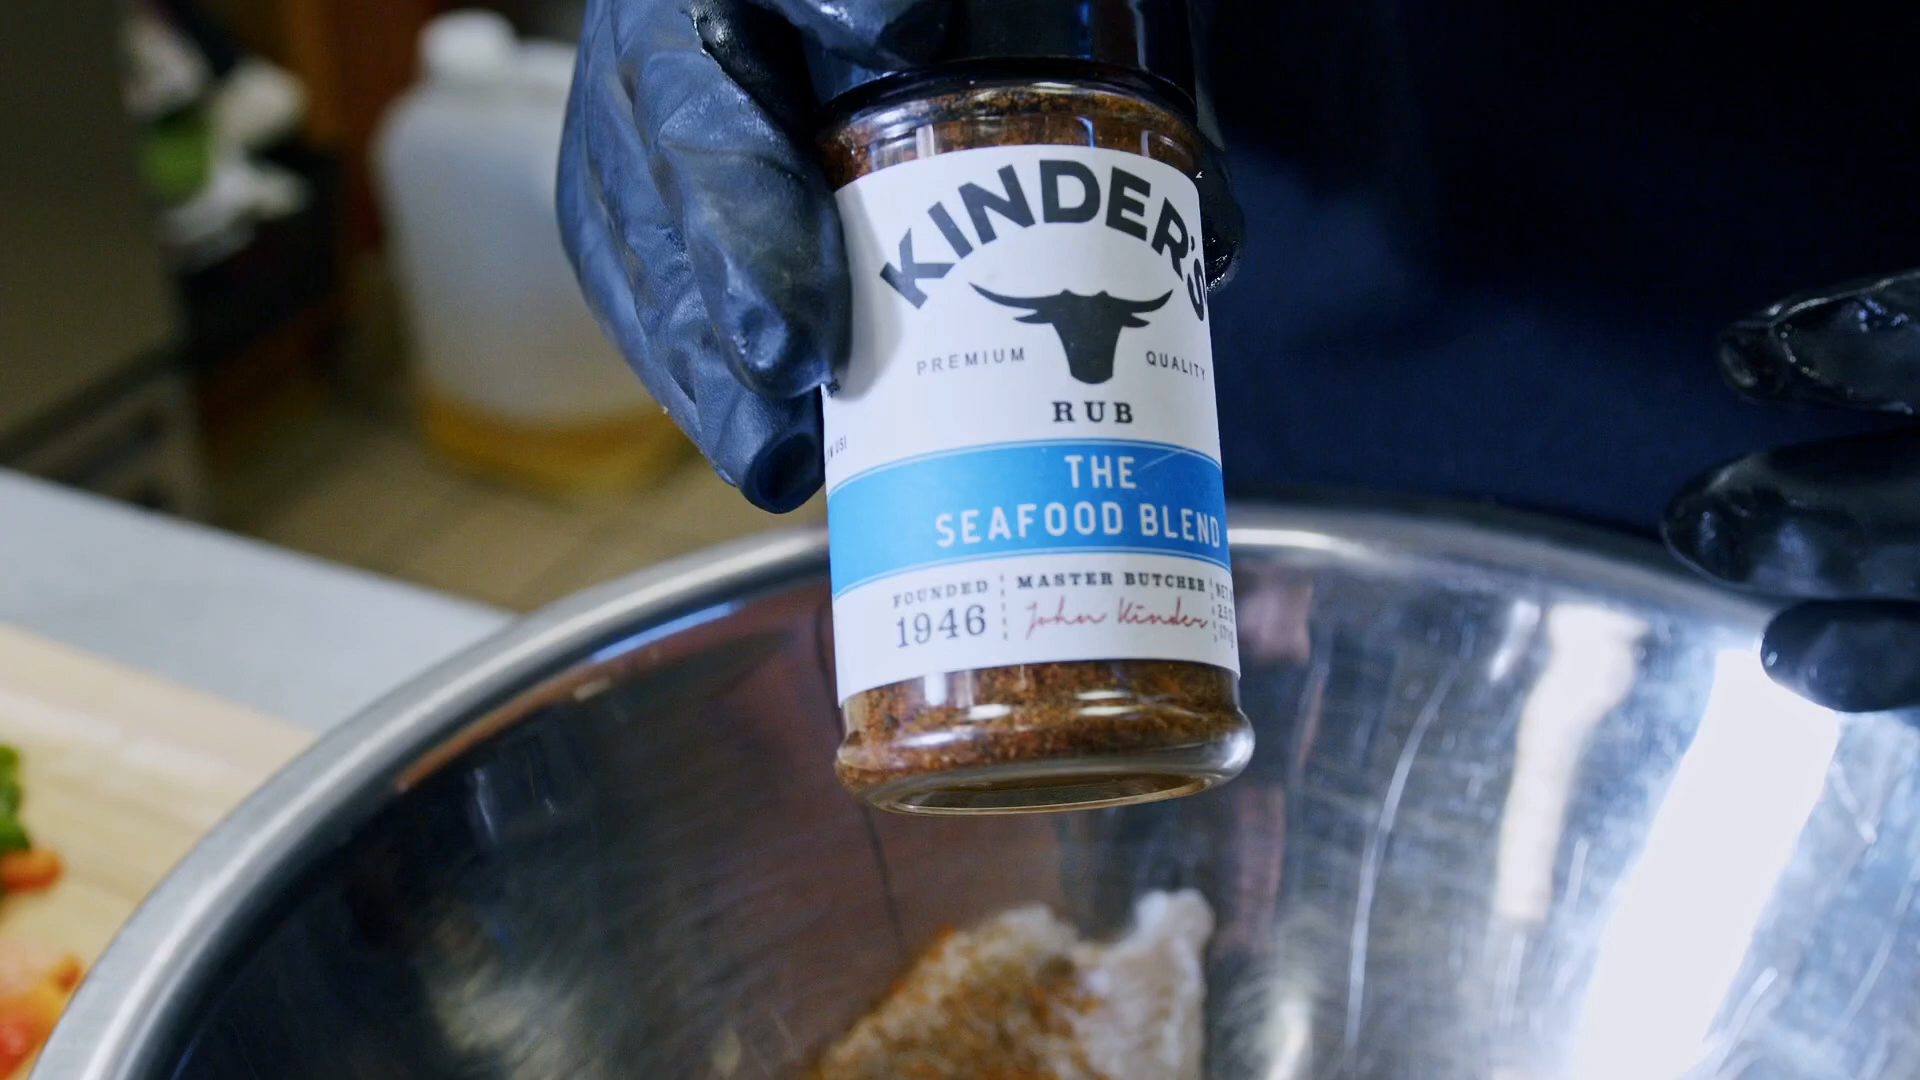 KINDER'S
PREMIUM QUALITY
RUB
THE
SEAFOOD BLEND
FOUNDED
1946
MASTER BUTCHER
John Kinder